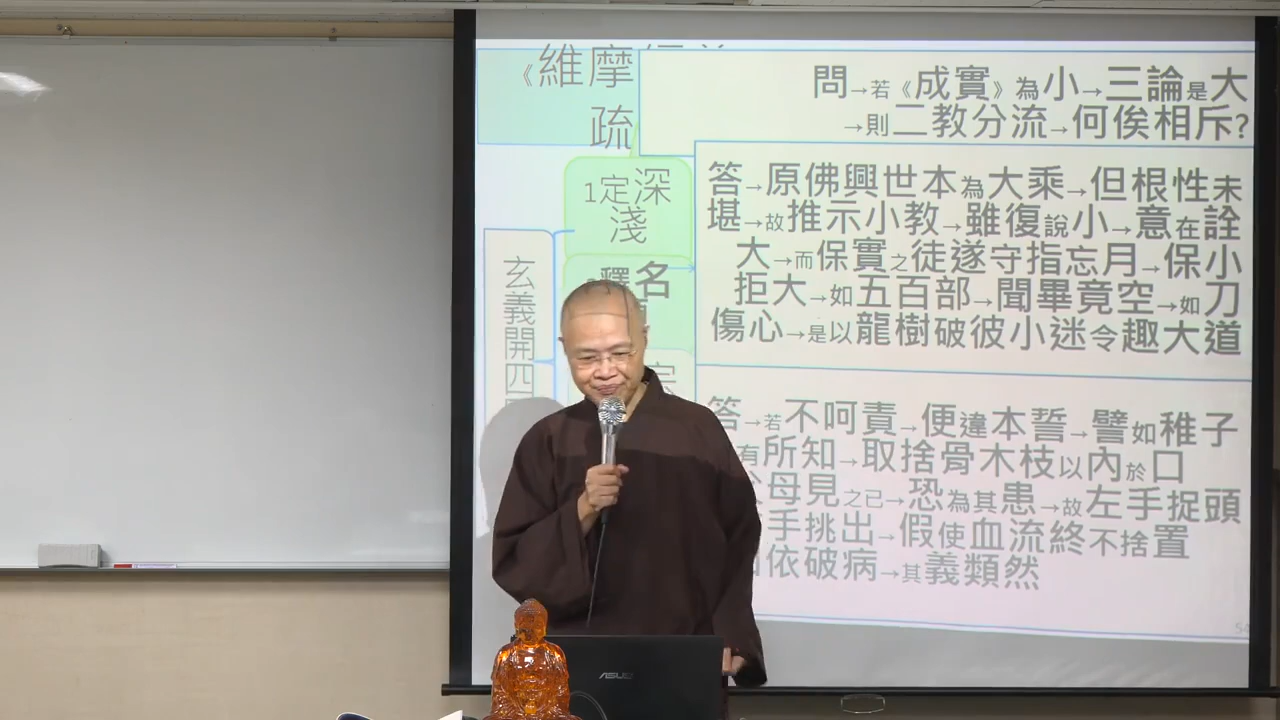 《維摩經義
疏
問→若《成實》為小→三論是大
→則二教分流→何俟相斥?
1定深
淺
名
玄義開四
答→原佛興世本為大乘→但根性未
堪→故推示小教→雖復說小→意在詮
大→而保實之徒遂守指忘月→保小
拒大→如五百部→聞畢竟空→如刀
傷心→是以龍樹破彼小迷令趣大道
答→若不呵責→便違本誓→譬如稚子
有所知→取捨骨木枝以內於口
父母見之已→恐為其患→故左手捉頭
手挑出→假使血流終不捨置
依破病→其義類然
54
ASUS